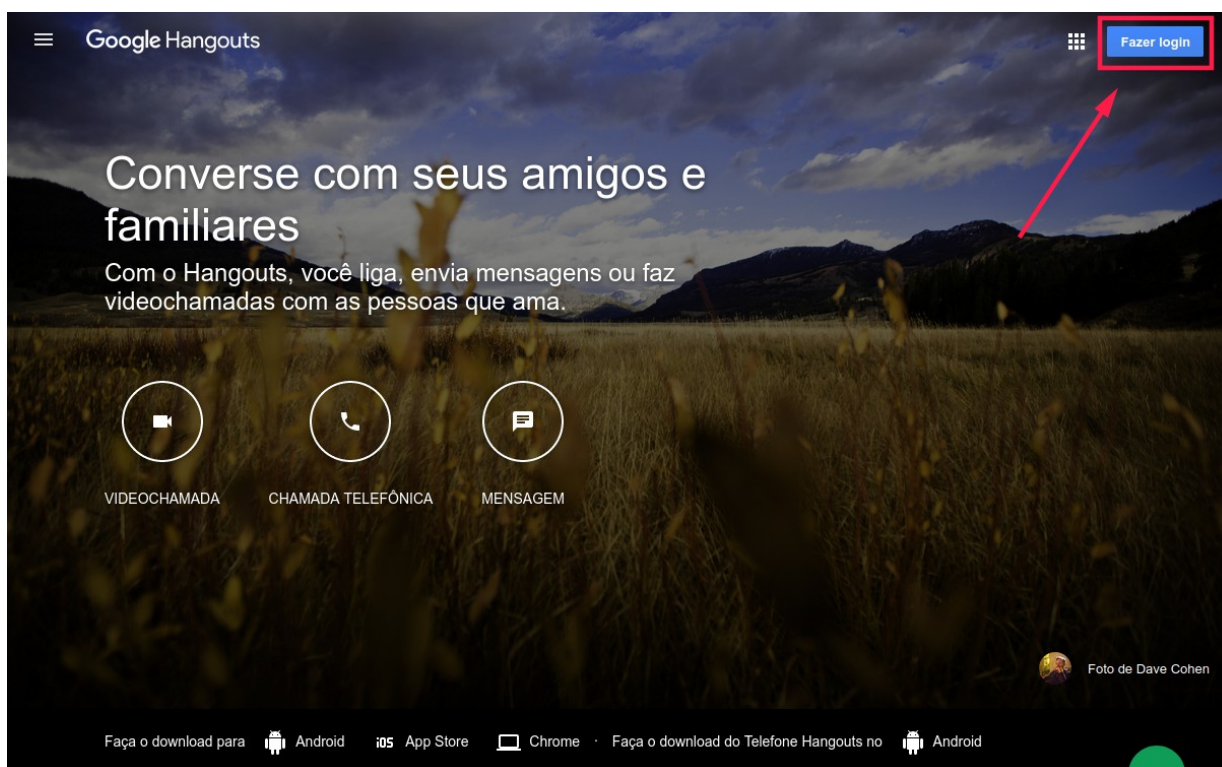 Google Hangouts
Fazer login
Converse com seus amigos e
familiares
Com o Hangouts, você liga, envia mensagens ou faz
videochamadas com as pessoas que ama.
VIDEOCHAMADA CHAMADA TELEFÔNICA MENSAGEM
Foto de Dave Cohen
Faça o download para Android iOS App Store Chrome · Faça o download do Telefone Hangouts no Android